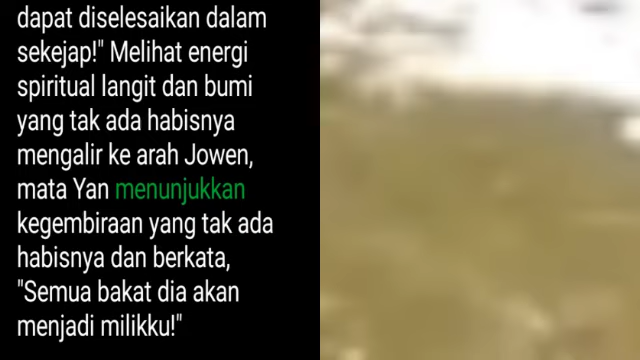 dapat diselesaikan dalam
sekejap!" Melihat energi
spiritual langit dan bumi
yang tak ada habisnya
mengalir ke arah Jowen,
mata Yan menunjukkan
kegembiraan yang tak ada
habisnya dan berkata,
"Semua bakat dia akan
menjadi milikku!"